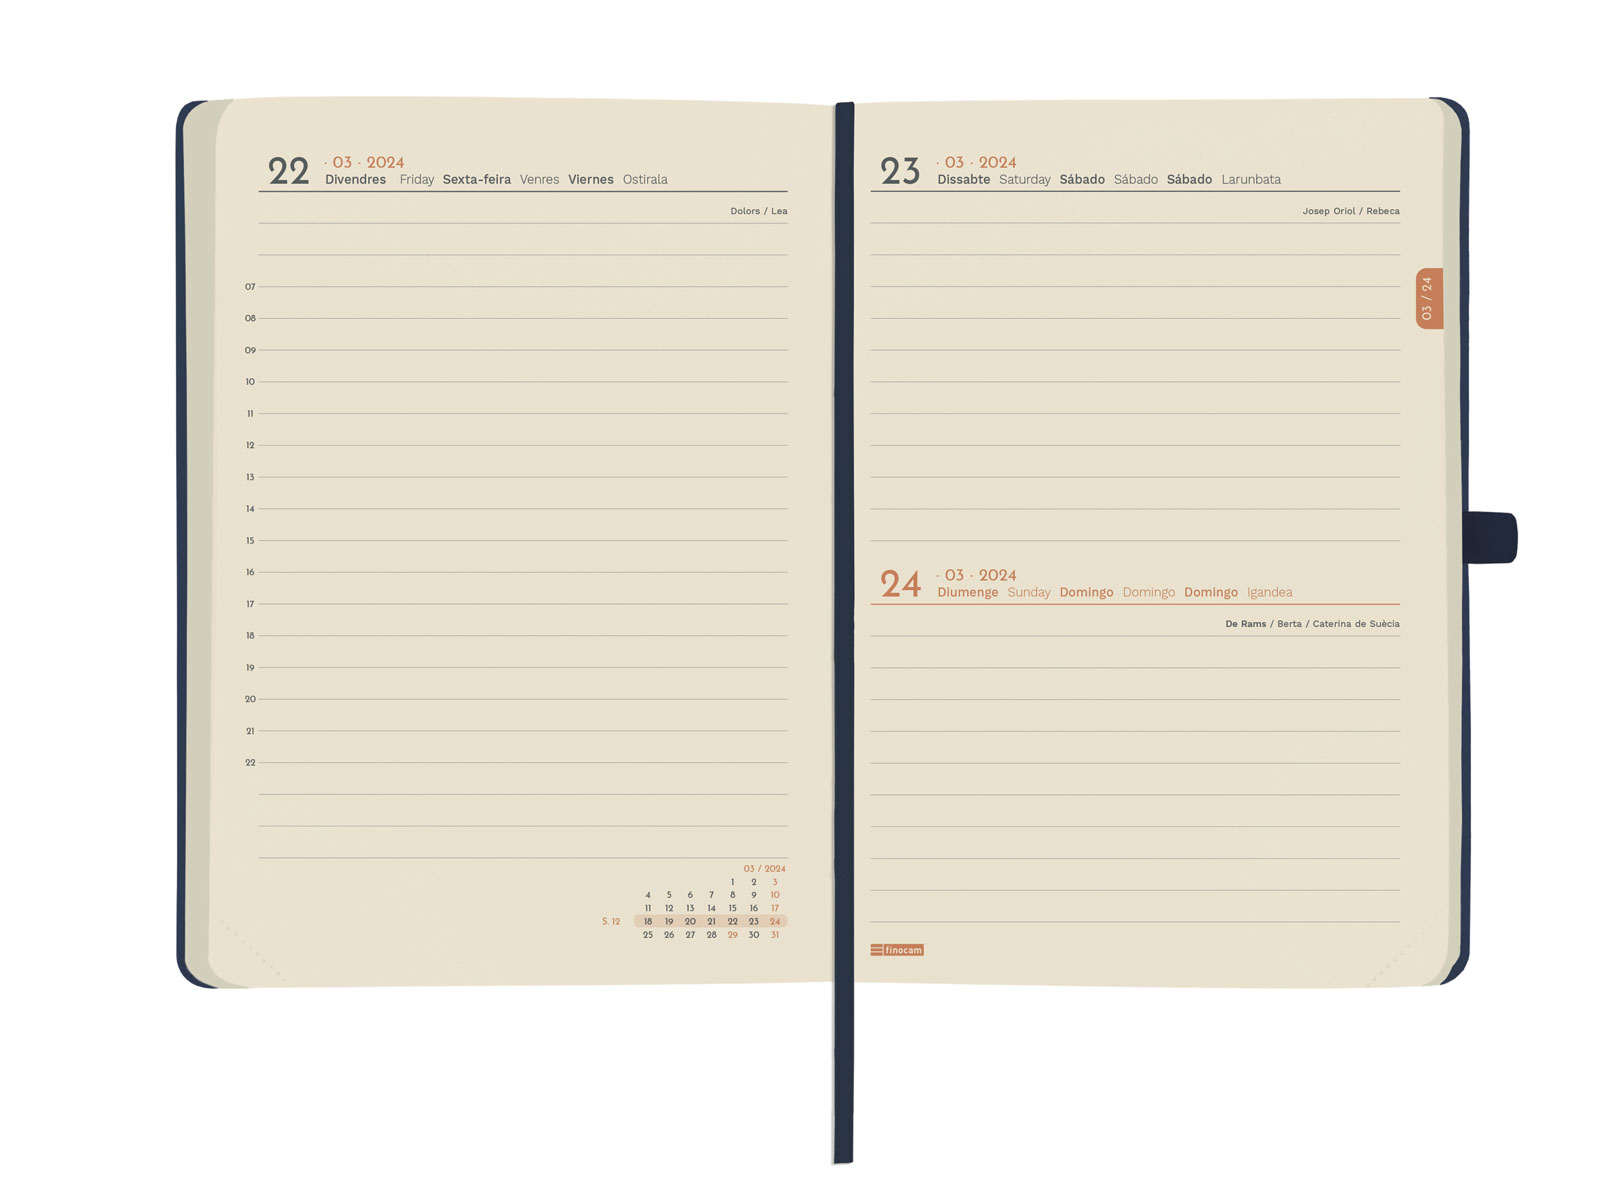 22 · 03 · 2024
Divendres Friday Sexta-feira Venres Viernes Ostirala
Dolors / Lea
07
08
09
10
11
12
13
14
15
16
17
18
19
20
21
22
03 / 2024
1 2 3
4 5 6 7 8 9 10
11 12 13 14 15 16 17
S. 12 18 19 20 21 22 23 24
25 26 27 28 29 30 31
23 · 03 · 2024
Dissabte Saturday Sábado Sábado Sábado Larunbata
Josep Oriol / Rebeca
03 / 24
24 · 03 · 2024
Diumenge Sunday Domingo Domingo Domingo Igandea
De Rams / Berta / Caterina de Suècia
finocam